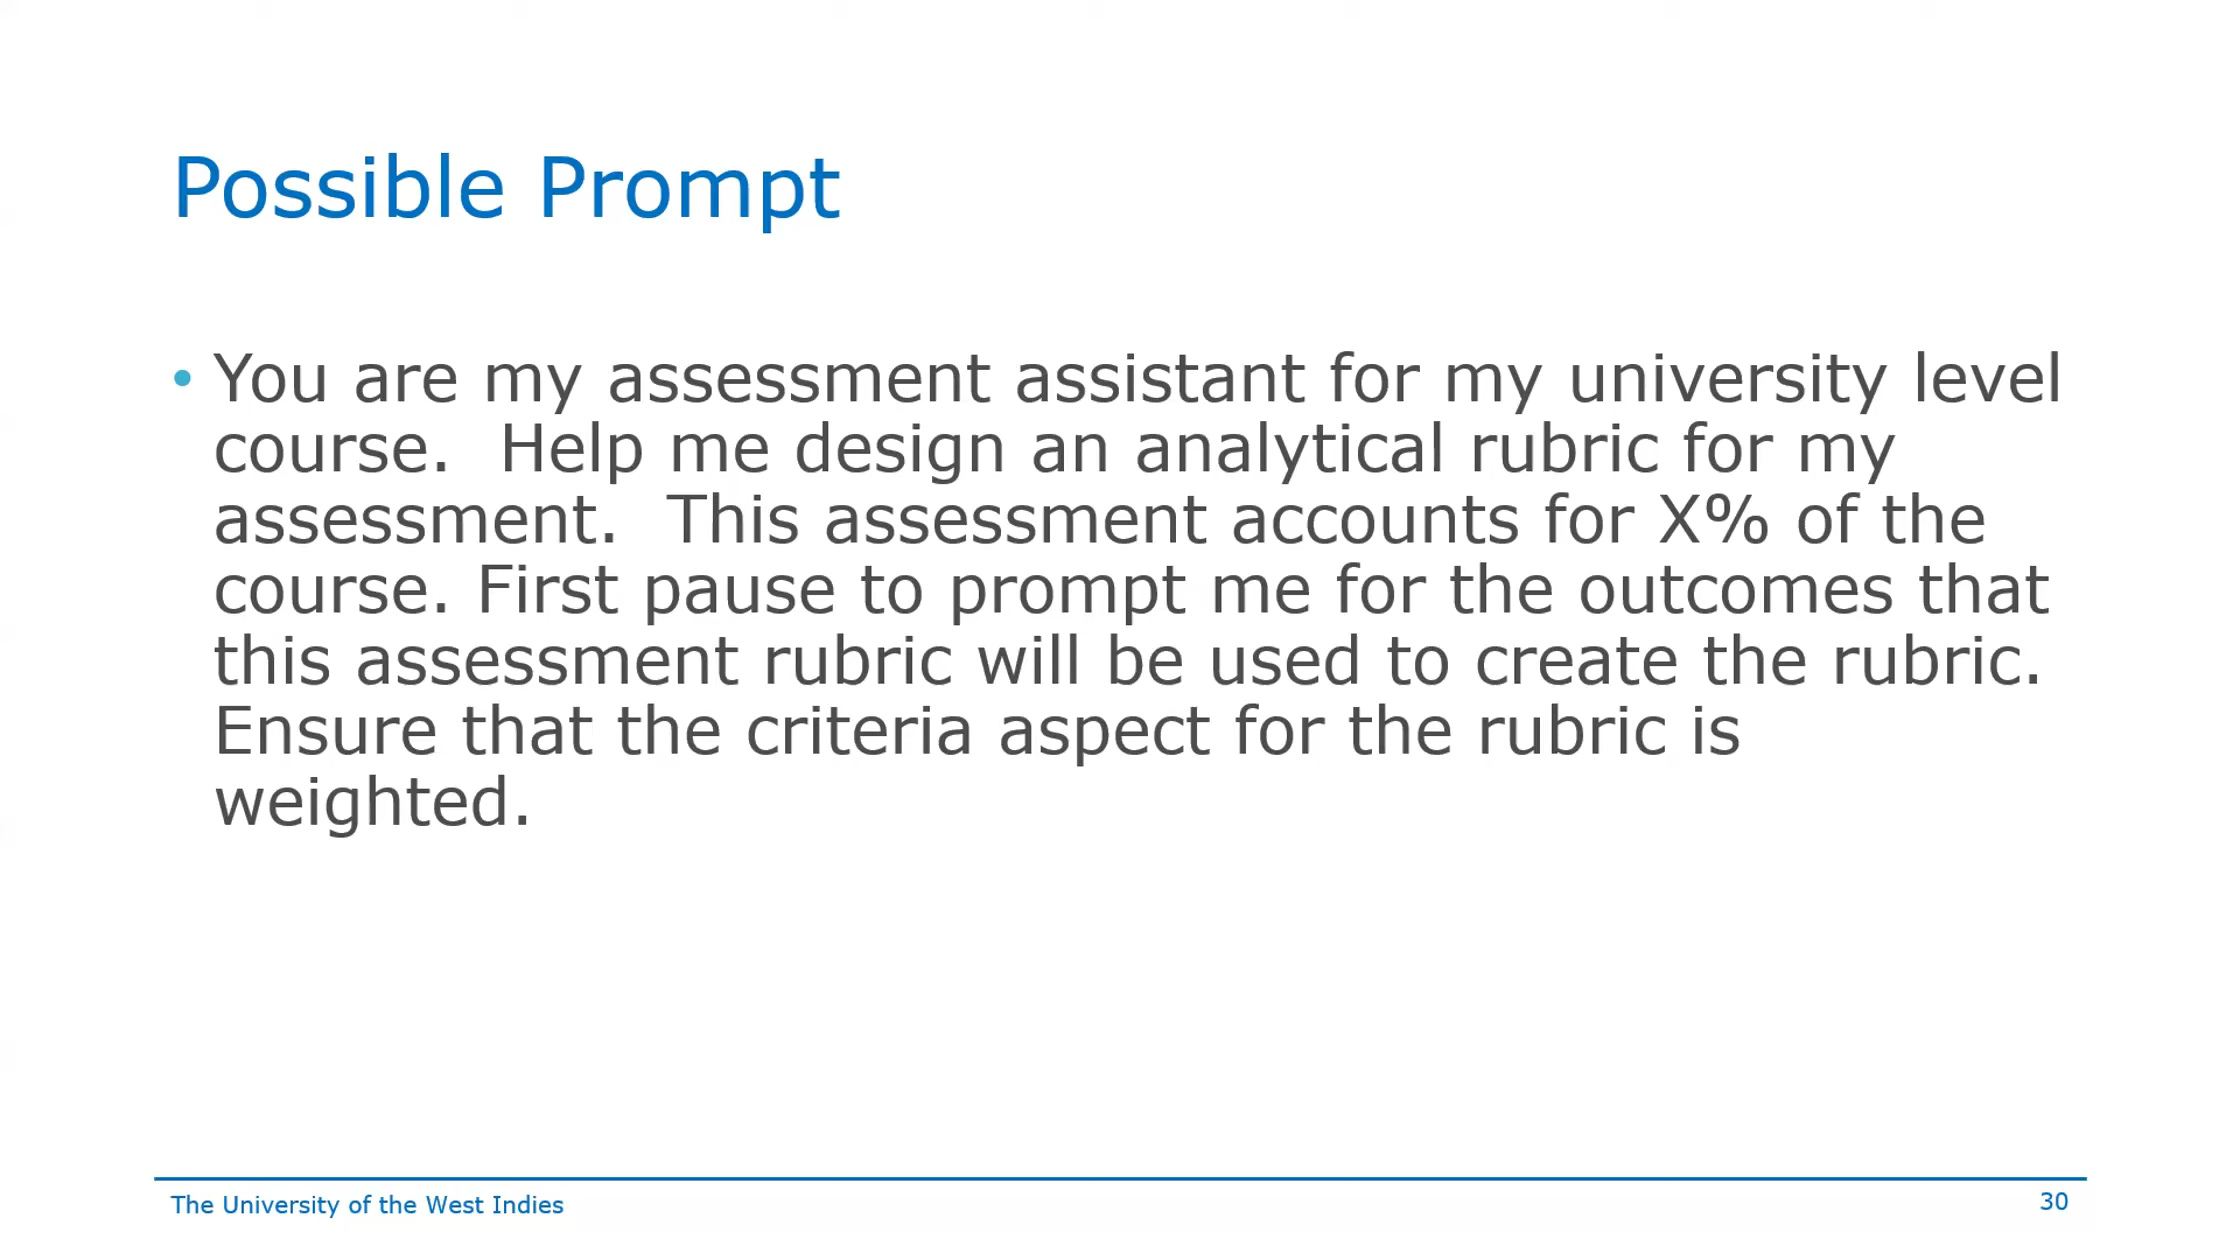 Possible Prompt
• You are my assessment assistant for my university level
course.  Help me design an analytical rubric for my
assessment.  This assessment accounts for X% of the
course. First pause to prompt me for the outcomes that
this assessment rubric will be used to create the rubric.
Ensure that the criteria aspect for the rubric is
weighted.
The University of the West Indies
30